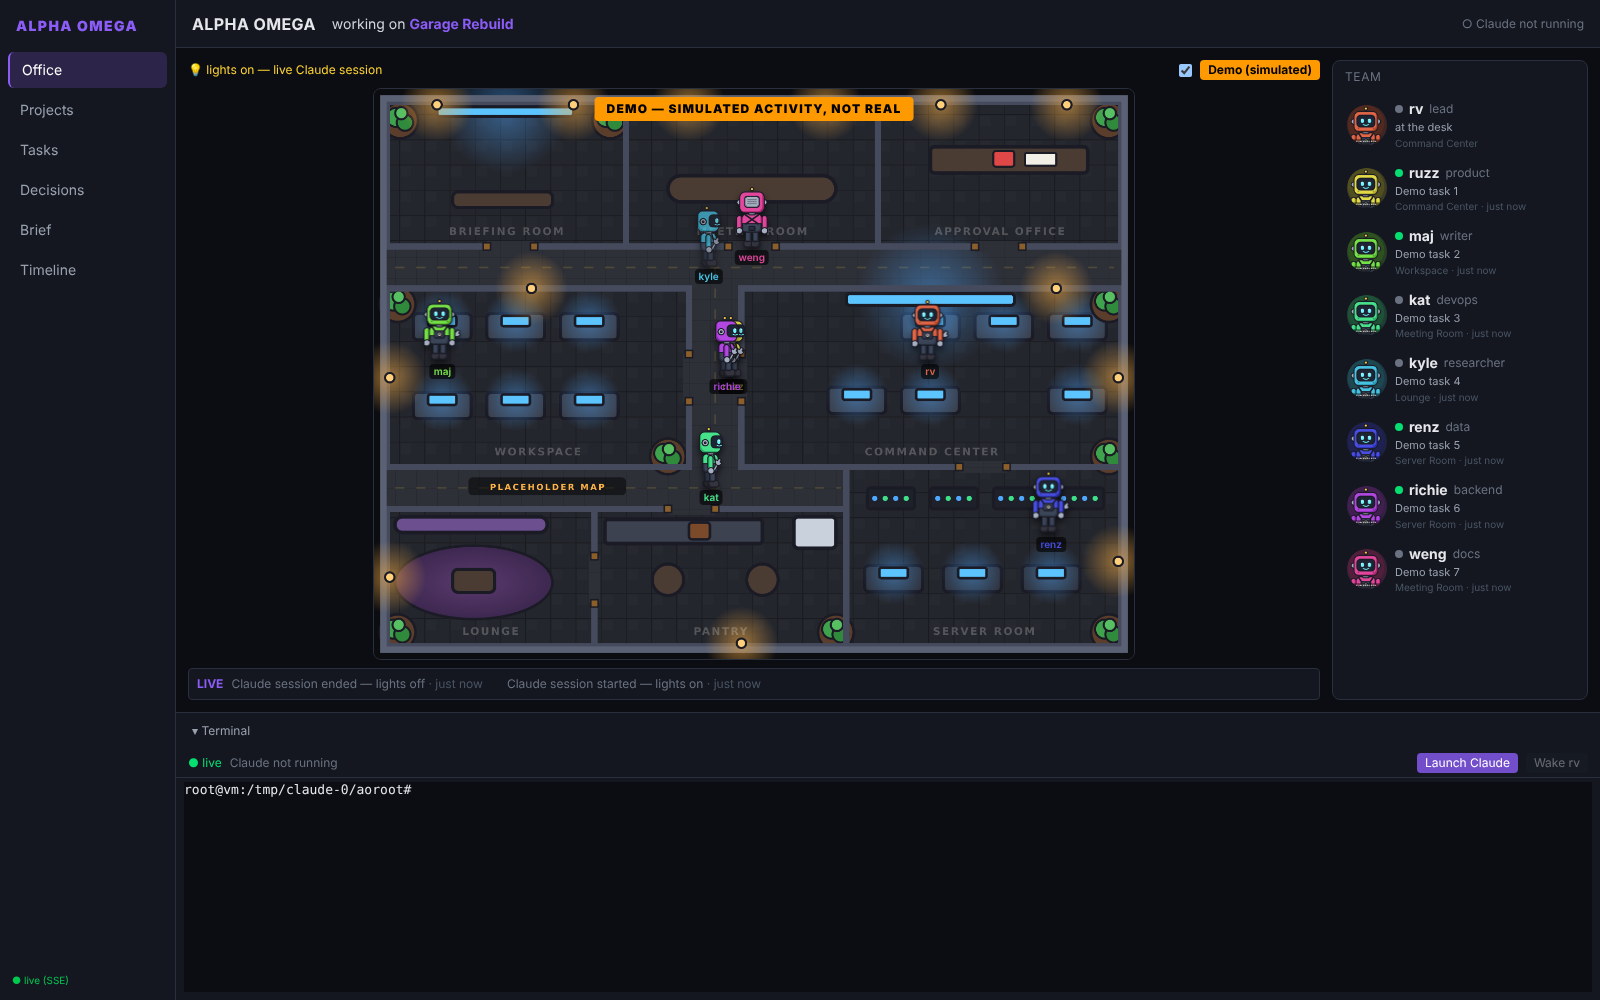 ALPHA OMEGA
Office
Projects
Tasks
Decisions
Brief
Timeline
live (SSE)
ALPHA OMEGA working on Garage Rebuild
Claude not running
lights on — live Claude session
Demo (simulated)
DEMO — SIMULATED ACTIVITY, NOT REAL
BRIEFING ROOM
ROOM
APPROVAL OFFICE
weng
kyle
maj
richie
rv
WORKSPACE
COMMAND CENTER
PLACEHOLDER MAP
kat
renz
LOUNGE
PANTRY
SERVER ROOM
LIVE Claude session ended — lights off · just now Claude session started — lights on · just now
TEAM
rv lead
at the desk
Command Center
ruzz product
Demo task 1
Command Center · just now
maj writer
Demo task 2
Workspace · just now
kat devops
Demo task 3
Meeting Room · just now
kyle researcher
Demo task 4
Lounge · just now
renz data
Demo task 5
Server Room · just now
richie backend
Demo task 6
Server Room · just now
weng docs
Demo task 7
Meeting Room · just now
▾ Terminal
live Claude not running
Launch Claude
Wake rv
root@vm:/tmp/claude-0/aoroot#